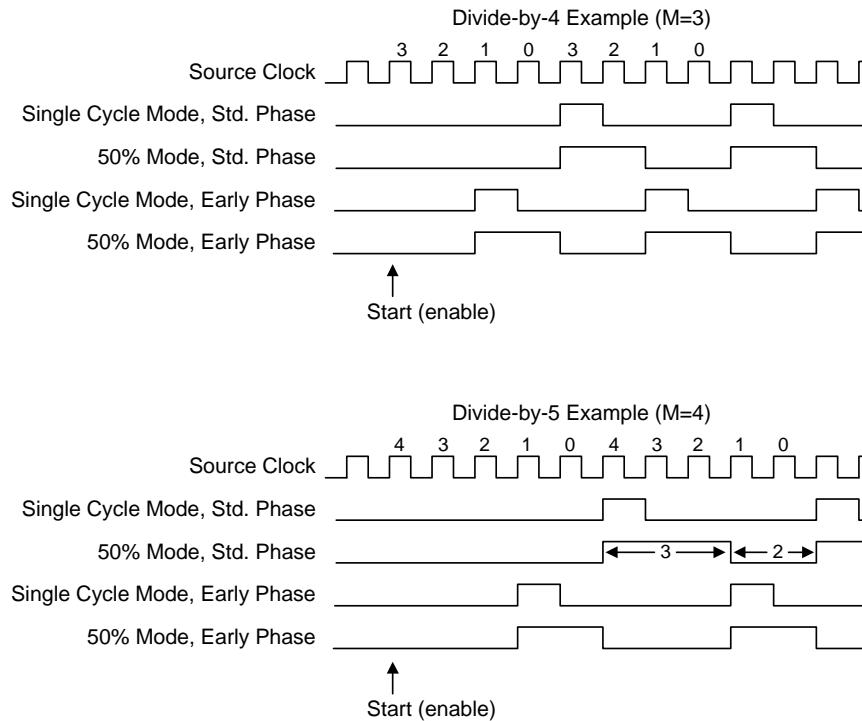 Divide-by-4 Example (M=3)
3 2 1 0 3 2 1 0
Source Clock
Single Cycle Mode, Std. Phase
50% Mode, Std. Phase
Single Cycle Mode, Early Phase
50% Mode, Early Phase
Start (enable)
Divide-by-5 Example (M=4)
4 3 2 1 0 4 3 2 1 0
Source Clock
Single Cycle Mode, Std. Phase
50% Mode, Std. Phase 3 2
Single Cycle Mode, Early Phase
50% Mode, Early Phase
Start (enable)